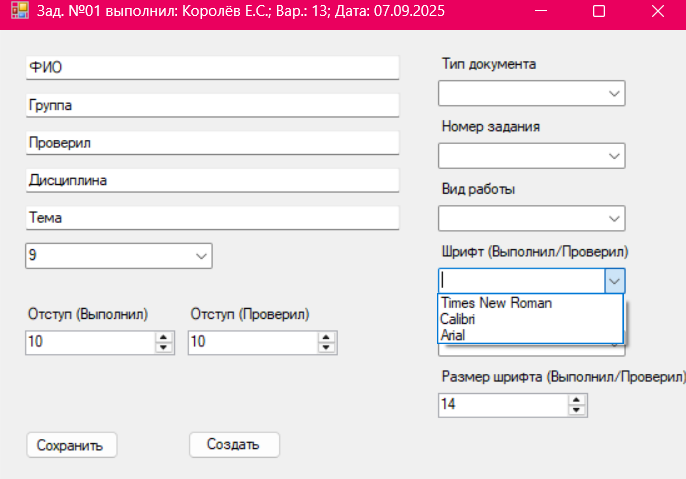 Зад. №01 выполнил: Королёв Е.С.; Вар.: 13; Дата: 07.09.2025
ФИО
Группа
Проверил
Дисциплина
Тема
9
Отступ (Выполнил)
Отступ (Проверил)
10
10
Сохранить
Создать
Тип документа
Номер задания
Вид работы
Шрифт (Выполнил/Проверил)
Times New Roman
Calibri
Arial
Размер шрифта (Выполнил/Проверил)
14